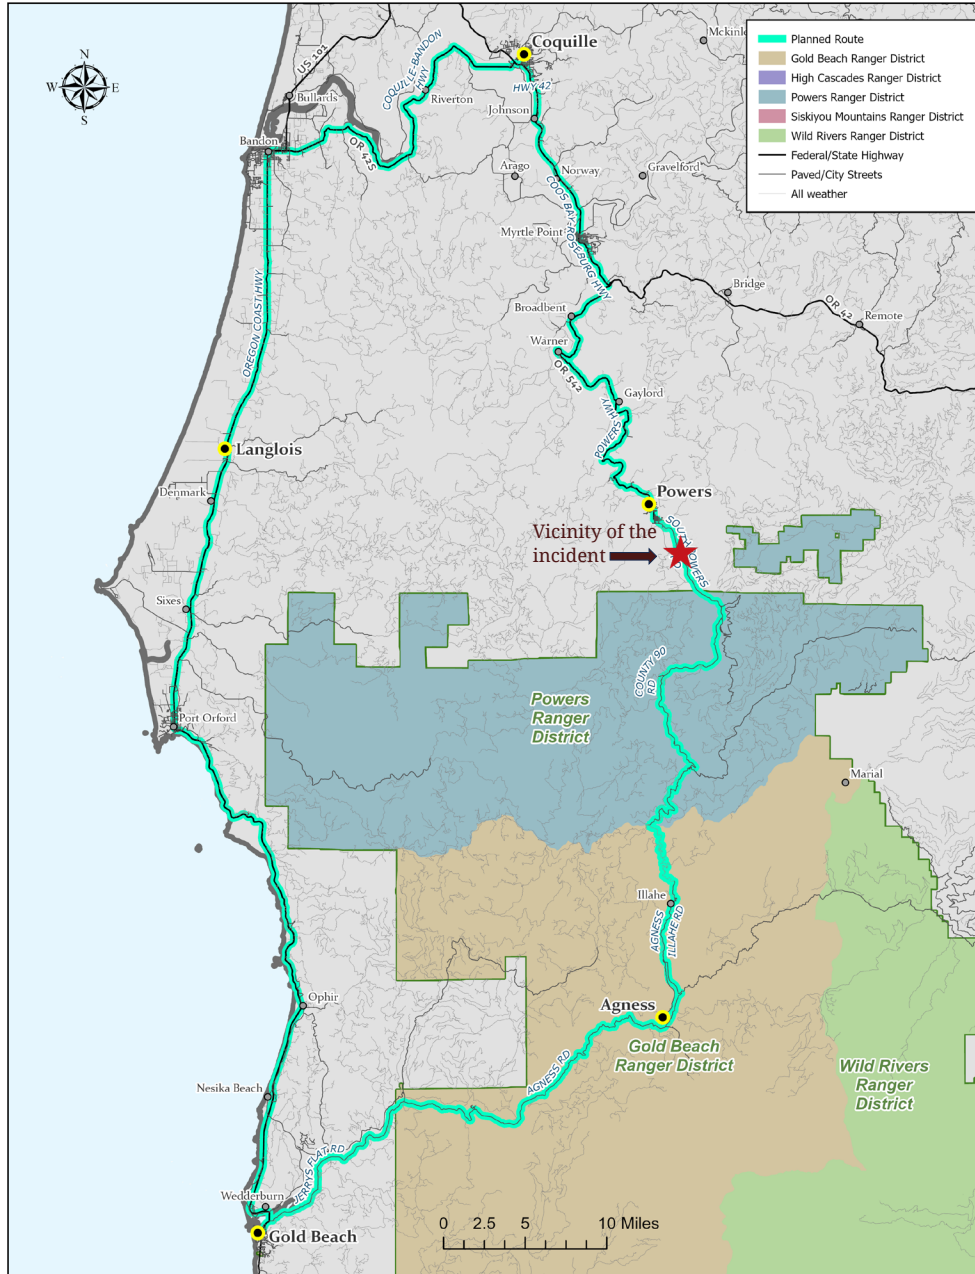 N
W E
S
Planned Route
Gold Beach Ranger District
High Cascades Ranger District
Powers Ranger District
Siskiyou Mountains Ranger District
Wild Rivers Ranger District
Federal/State Highway
Paved/City Streets
All weather
US 101
COQUILLE-BANDON
HWY
Coquille
HWY 42
Bullards
Riverton
Johnson
Bandon
OR 42S
Arago
Norway
Gravelford
COOS BAY-ROSEBURG HWY
Myrtle Point
Bridge
OR 42
Remote
Broadbent
Warner
OR 542
OREGON COAST HWY
Gaylord
POWERS
HWY
Langlois
Denmark
Powers
SOUTH POWERS
Vicinity of the
incident
Sixes
COUNTY 90
RD
Powers
Ranger
District
Port Orford
Marial
Illahe
AGNESS
ILLAHE RD
Ophir
Agness
Gold Beach
Ranger District
Wild Rivers
Ranger
District
Nesika Beach
AGNESS RD
JERRYS FLAT RD
Wedderburn
Gold Beach
0 2.5 5 10 Miles